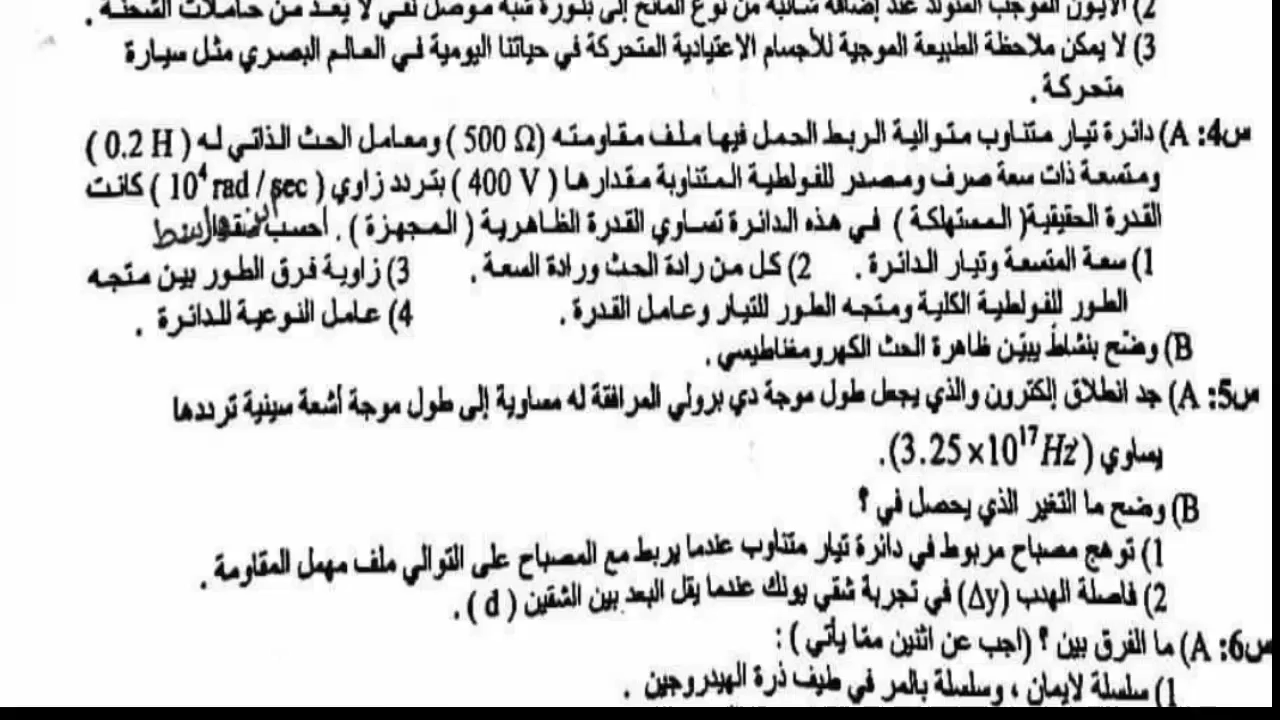 2) الايون الموجب المتولد عند إضافة شائبة من نوع المانح إلى بلورة شبه موصل نقي لا يعد من حاملات الشحنة .
3) لا يمكن ملاحظة الطبيعة الموجية للأجسام الاعتيادية المتحركة في حياتنا اليومية في العالم البصري مثل سيارة
متحركة .
س4: A) دائرة تيار متناوب متوالية الربط الحمل فيها ملف مقاومته (500 Ω) ومعامل الحث الذاتي له (0.2 H)
ومتسعة ذات سعة صرف ومصدر للفولطية المتناوبة مقدارها (400 V) بتردد زاوي (10⁴ rad / sec) كانت
القدرة الحقيقية (المستهلكة) في هذه الدائرة تساوي القدرة الظاهرية (المجهزة) . احسب
1) سعة المتسعة وتيار الدائرة . 2) كل من رادة الحث ورادة السعة . 3) زاوية فرق الطور بين متجه
الطور للفولطية الكلية ومتجه الطور للتيار وعامل القدرة . 4) عامل النوعية للدائرة .
B) وضّح بنشاط يبيّن ظاهرة الحث الكهرومغناطيسي .
س5: A) جد انطلاق إلكترون والذي يجعل طول موجة دي برولي المرافقة له مساوية إلى طول موجة أشعة سينية ترددها
يساوي (3.25×10¹⁷Hz).
B) وضح ما التغير الذي يحصل في ؟
1) توهج مصباح مربوط في دائرة تيار متناوب عندما يربط مع المصباح على التوالي ملف مهمل المقاومة .
2) فاصلة الهدب (Δy) في تجربة شقي يونك عندما يقل البعد بين الشقين (d) .
س6: A) ما الفرق بين ؟ (اجب عن اثنين ممّا يأتي) :
1) سلسلة لايمان ، وسلسلة بالمر في طيف ذرة الهيدروجين .